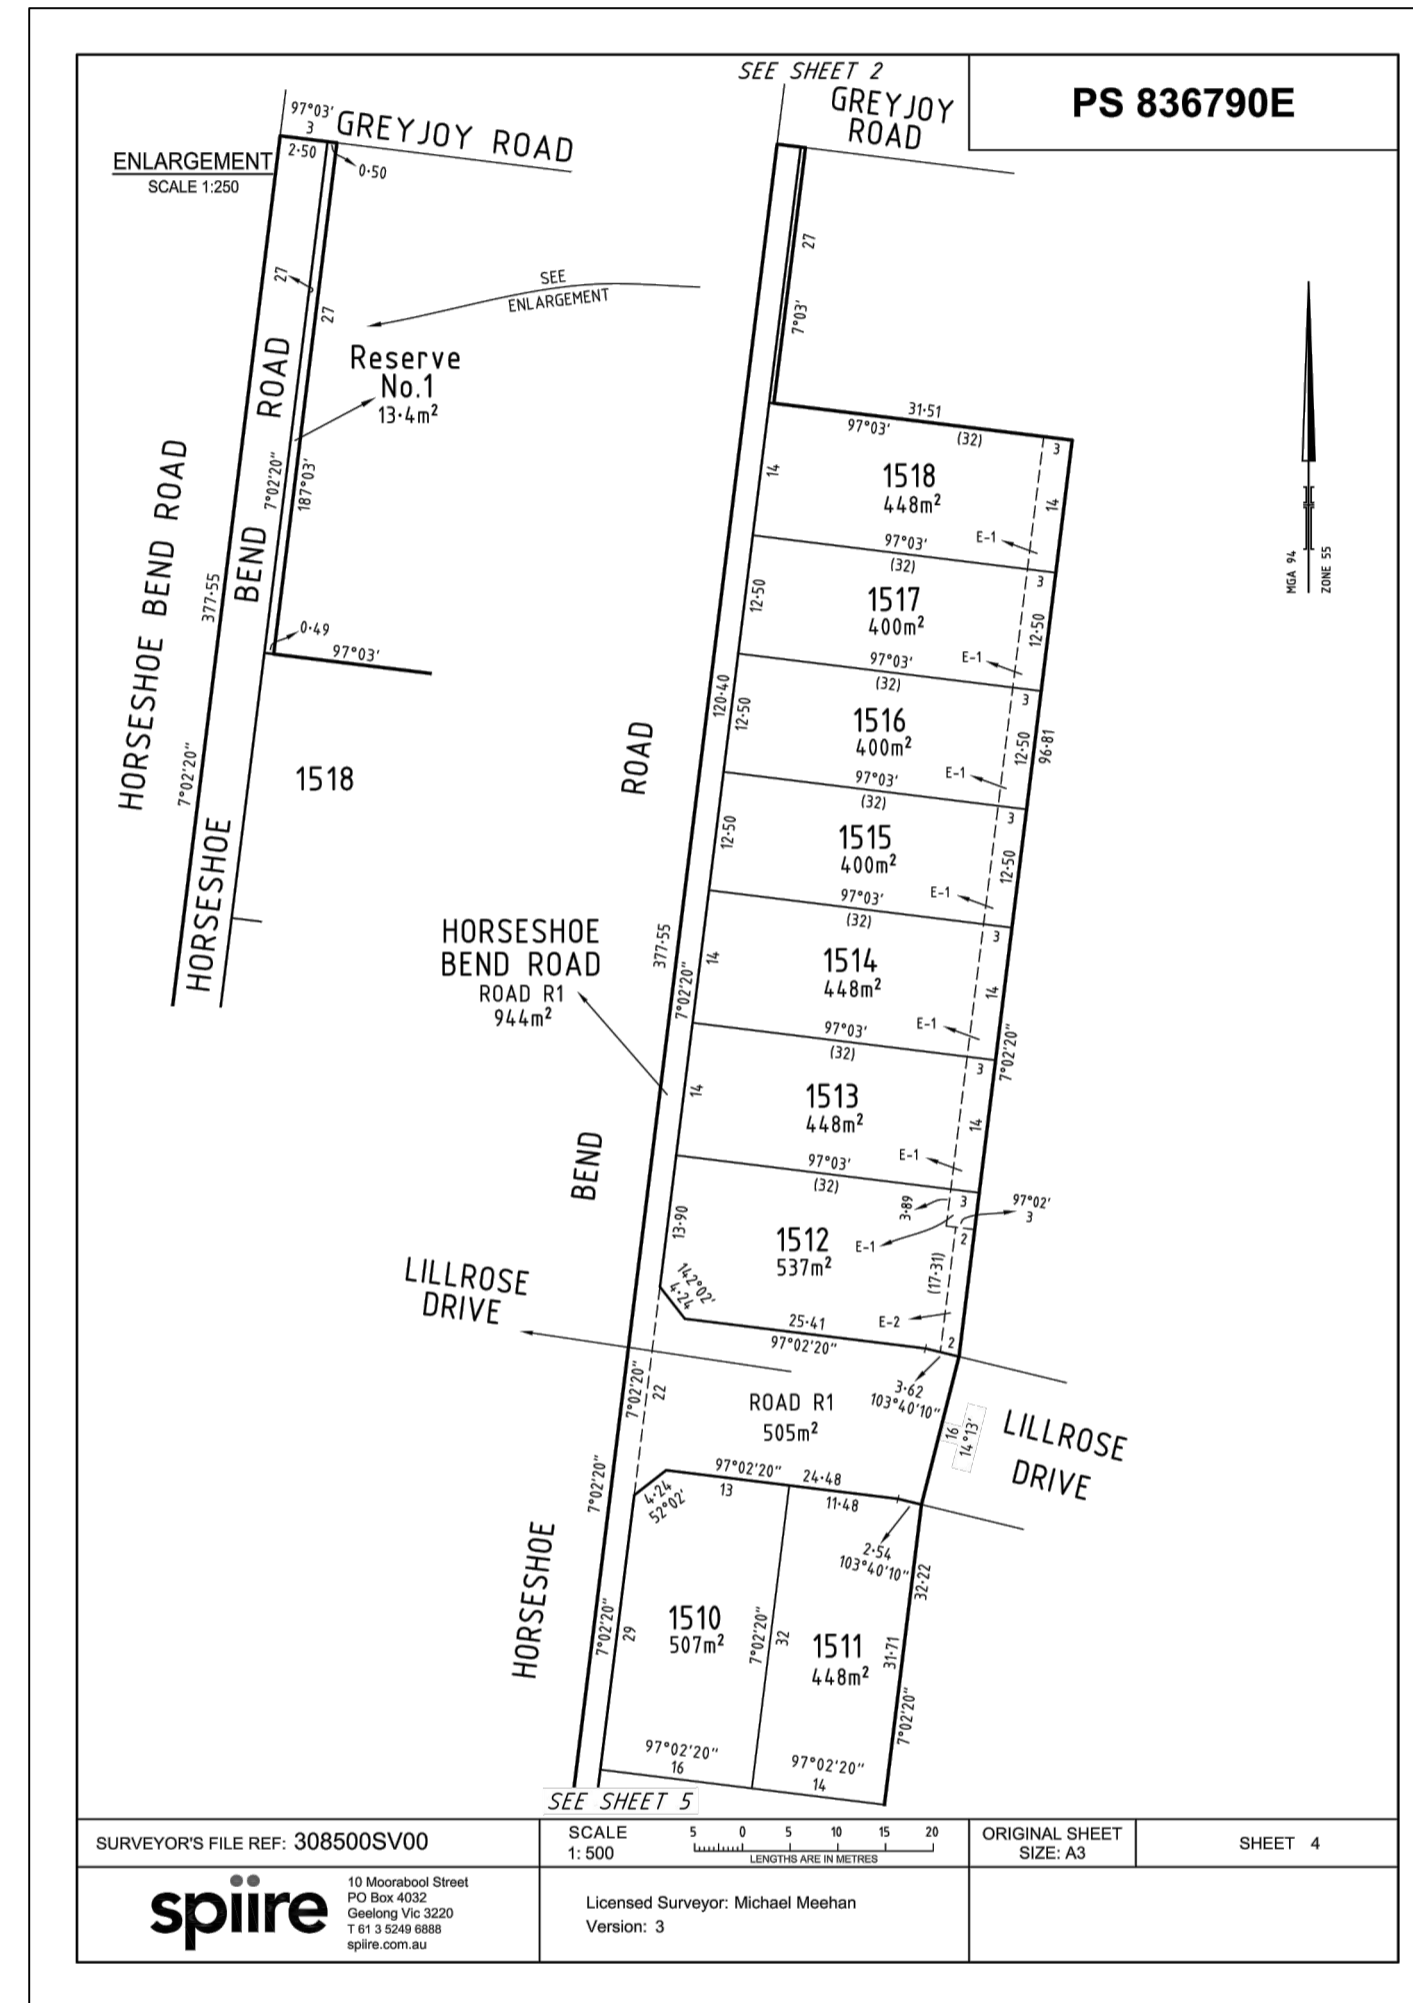 SEE SHEET 2
PS 836790E
ENLARGEMENT
SCALE 1:250
97°03'
3
GREYJOY ROAD
2·50
0·50
27
27
SEE
ENLARGEMENT
Reserve
No.1
13·4m²
HORSESHOE BEND ROAD
377·55
7°02'20"
HORSESHOE BEND ROAD
7°02'20"
187°03'
0·49
97°03'
1518
GREYJOY
ROAD
27
7°03'
31·51
97°03'
(32)
3
14
1518
448m²
14
E-1
97°03'
(32)
3
12·50
1517
400m²
12·50
E-1
97°03'
(32)
3
120·40
12·50
1516
400m²
12·50
96·81
E-1
97°03'
(32)
3
12·50
1515
400m²
12·50
E-1
97°03'
(32)
3
377·55
7°02'20"
14
1514
448m²
14
E-1
7°02'20"
97°03'
(32)
3
14
1513
448m²
14
E-1
97°03'
(32)
3·89
3
97°02'
3
13·90
1512
537m²
E-1
2
(17·31)
E-2
142°02'
4·24
25·41
97°02'20"
2
3·62
103°40'10"
HORSESHOE
BEND ROAD
ROAD R1
944m²
HORSESHOE BEND ROAD
LILLROSE
DRIVE
7°02'20"
22
ROAD R1
505m²
16
14°13'
LILLROSE
DRIVE
7°02'20"
4·24
52°02'
97°02'20"
24·48
13
11·48
2·54
103°40'10"
32·22
7°02'20"
29
1510
507m²
7°02'20"
32
1511
448m²
31·71
7°02'20"
97°02'20"
16
97°02'20"
14
SEE SHEET 5
MGA 94
ZONE 55
SURVEYOR'S FILE REF: 308500SV00
SCALE
1: 500
5 0 5 10 15 20
LENGTHS ARE IN METRES
ORIGINAL SHEET
SIZE: A3
SHEET 4
spiire
10 Moorabool Street
PO Box 4032
Geelong Vic 3220
T 61 3 5249 6888
spiire.com.au
Licensed Surveyor: Michael Meehan
Version: 3